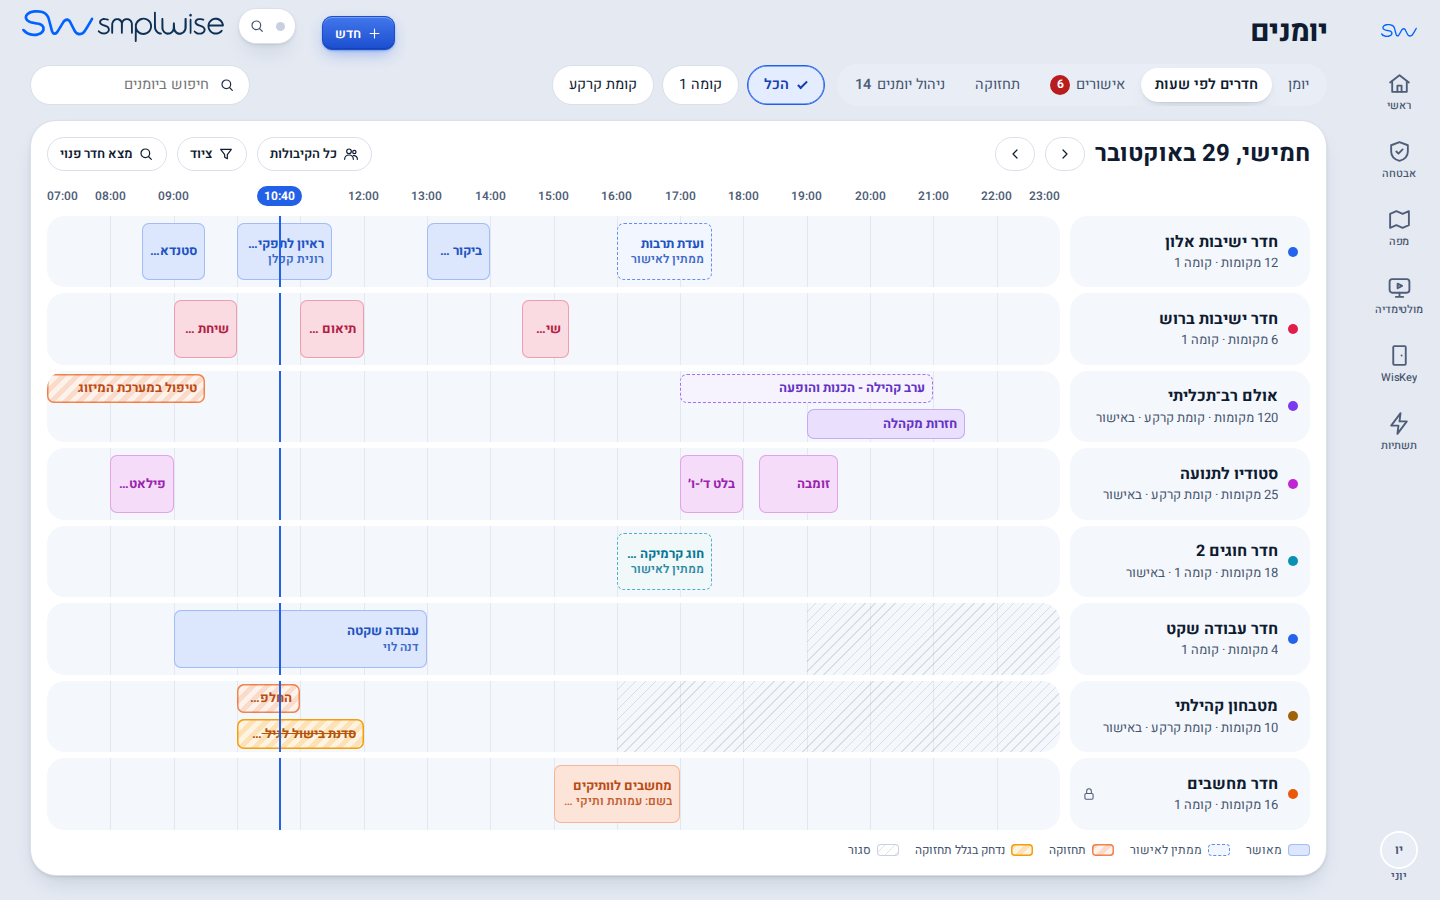 יומנים
חדש
smplwise
יומן
חדרים לפי שעות
אישורים 6
תחזוקה
ניהול יומנים 14
הכל
קומה 1
קומת קרקע
חיפוש ביומנים
ראשי
אבטחה
מפה
מולטימדיה
WisKey
תשתיות
יו
יוני
חמישי, 29 באוקטובר
כל הקיבולות
ציוד
מצא חדר פנוי
07:00 08:00 09:00 10:40 12:00 13:00 14:00 15:00 16:00 17:00 18:00 19:00 20:00 21:00 22:00 23:00
חדר ישיבות אלון
12 מקומות · קומה 1
סטנדא...
ראיון לתפקי...
רונית קפלן
ביקור ...
ועדת תרבות
ממתין לאישור
חדר ישיבות ברוש
6 מקומות · קומה 1
שיחת ...
תיאום ...
שי...
אולם רב־תכליתי
120 מקומות · קומת קרקע · באישור
טיפול במערכת המיזוג
ערב קהילה - הכנות והופעה
חזרות מקהלה
סטודיו לתנועה
25 מקומות · קומת קרקע · באישור
פילאט...
בלט ד'-ו'
זומבה
חדר חוגים 2
18 מקומות · קומה 1 · באישור
חוג קרמיקה ...
ממתין לאישור
חדר עבודה שקט
4 מקומות · קומה 1
עבודה שקטה
דנה לוי
מטבחון קהילתי
10 מקומות · קומת קרקע · באישור
החלפ...
סדנת בישול לגיל ...
חדר מחשבים
16 מקומות · קומה 1
מחשבים לוותיקים
בשם: עמותת ותיקי ...
מאושר
ממתין לאישור
תחזוקה
נדחק בגלל תחזוקה
סגור